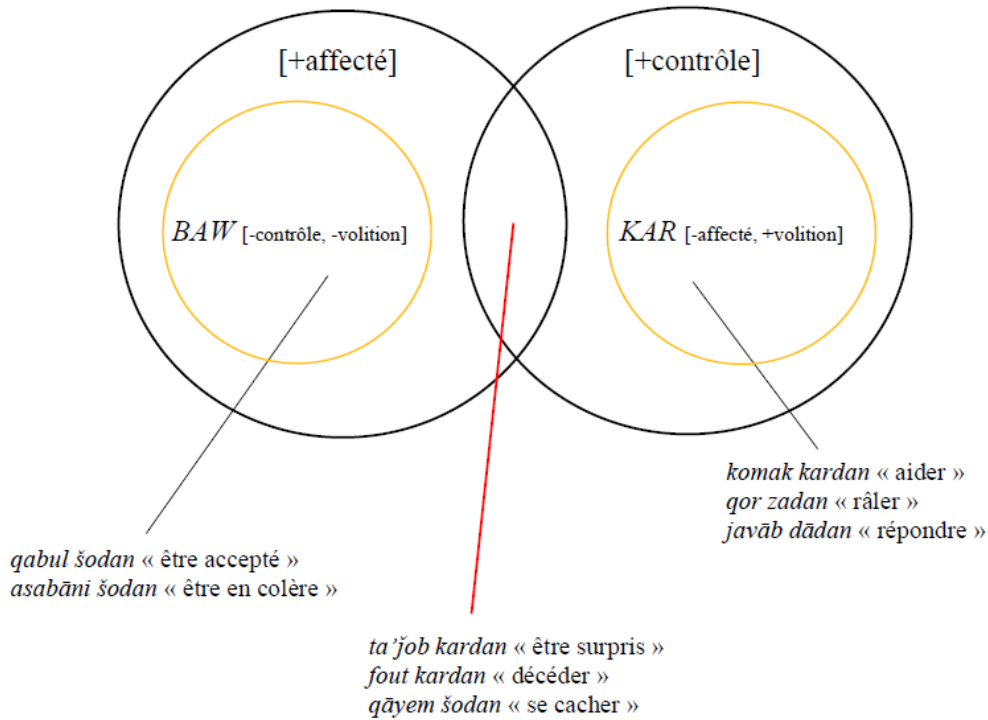 [+affecté]
[+contrôle]
BAW [-contrôle, -volition]
KAR [-affecté, +volition]
komak kardan « aider »
qor zadan « râler »
javāb dādan « répondre »
qabul šodan « être accepté »
asabāni šodan « être en colère »
ta’ǰob kardan « être surpris »
fout kardan « décéder »
qāyem šodan « se cacher »